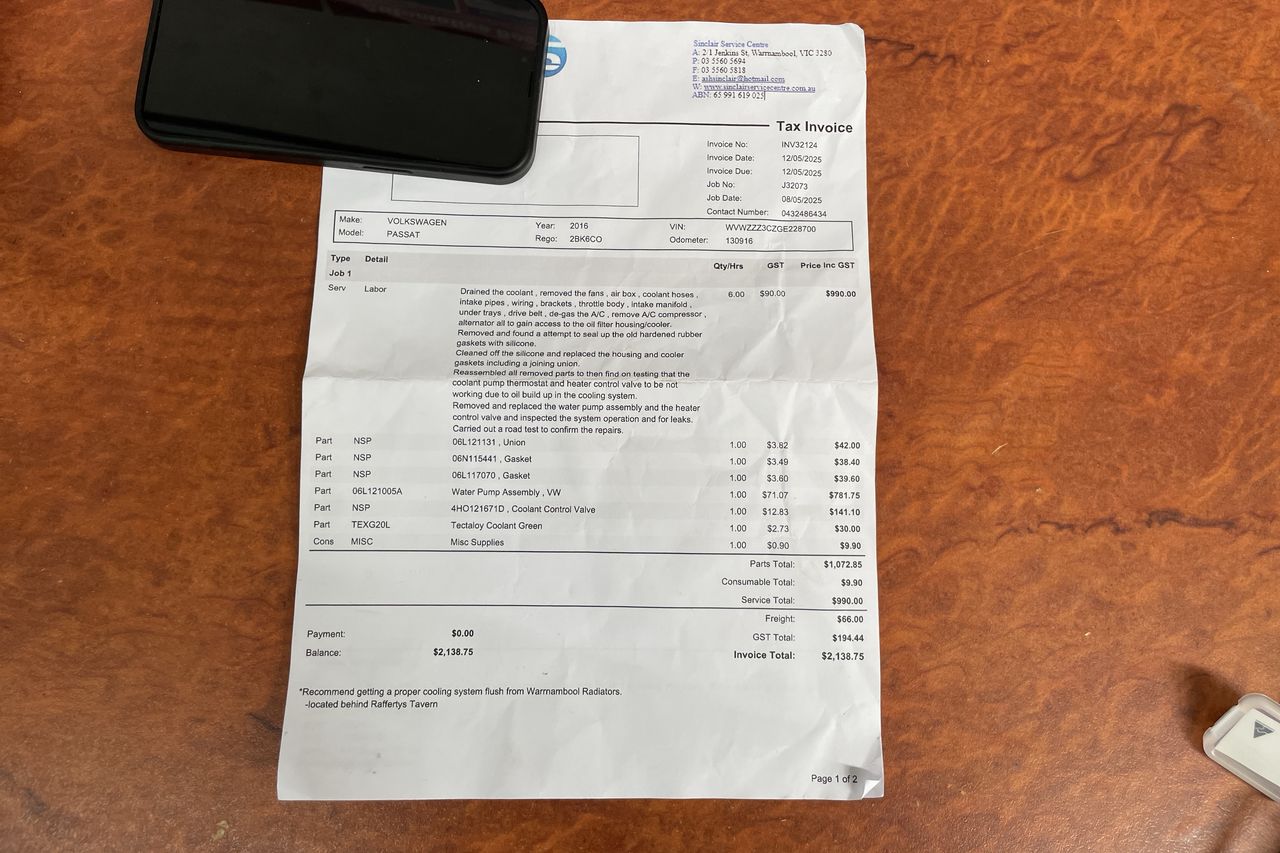 Sinclair Service Centre
A: 2/1 Jenkins St, Warrnambool, VIC 3280
P: 03 5560 5694
F: 03 5560 5818
E: ashsinclair@hotmail.com
W: www.sinclairservicecentre.com.au
ABN: 65 991 619 025
Tax Invoice
Invoice No: INV32124
Invoice Date: 12/05/2025
Invoice Due: 12/05/2025
Job No: J32073
Job Date: 08/05/2025
Contact Number: 0432486434
Make: VOLKSWAGEN Year: 2016 VIN: WVWZZZ3CZGE228700
Model: PASSAT Rego: 2BK6CO Odometer: 130916
Type Detail Qty/Hrs GST Price Inc GST
Job 1
Serv Labor Drained the coolant , removed the fans , air box , coolant hoses , 6.00 $90.00 $990.00
intake pipes , wiring , brackets , throttle body , intake manifold ,
under trays , drive belt , de-gas the A/C , remove A/C compressor ,
alternator all to gain access to the oil filter housing/cooler.
Removed and found a attempt to seal up the old hardened rubber
gaskets with silicone.
Cleaned off the silicone and replaced the housing and cooler
gaskets including a joining union.
Reassembled all removed parts to then find on testing that the
coolant pump thermostat and heater control valve to be not
working due to oil build up in the cooling system.
Removed and replaced the water pump assembly and the heater
control valve and inspected the system operation and for leaks.
Carried out a road test to confirm the repairs.
Part NSP 06L121131 , Union 1.00 $3.82 $42.00
Part NSP 06N115441 , Gasket 1.00 $3.49 $38.40
Part NSP 06L117070 , Gasket 1.00 $3.60 $39.60
Part 06L121005A Water Pump Assembly , VW 1.00 $71.07 $781.75
Part NSP 4HO121671D , Coolant Control Valve 1.00 $12.83 $141.10
Part TEXG20L Tectaloy Coolant Green 1.00 $2.73 $30.00
Cons MISC Misc Supplies 1.00 $0.90 $9.90
Parts Total: $1,072.85
Consumable Total: $9.90
Service Total: $990.00
Freight: $66.00
Payment: $0.00 GST Total: $194.44
Balance: $2,138.75 Invoice Total: $2,138.75
*Recommend getting a proper cooling system flush from Warrnambool Radiators.
-located behind Raffertys Tavern
Page 1 of 2